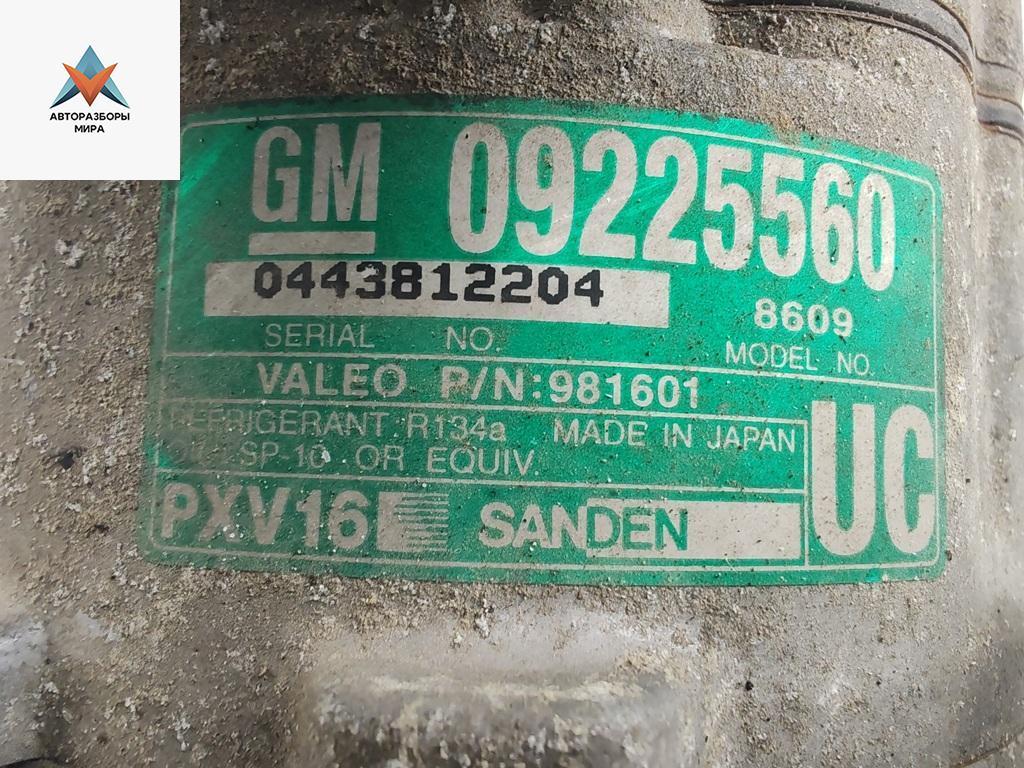 АВТОРАЗБОРЫ
МИРА
GM 09225560
0443812204
8609
SERIAL NO.
MODEL NO.
VALEO P/N:981601
REFRIGERANT R134a MADE IN JAPAN
SP-10 OR EQUIV.
PXV16 SANDEN
UC